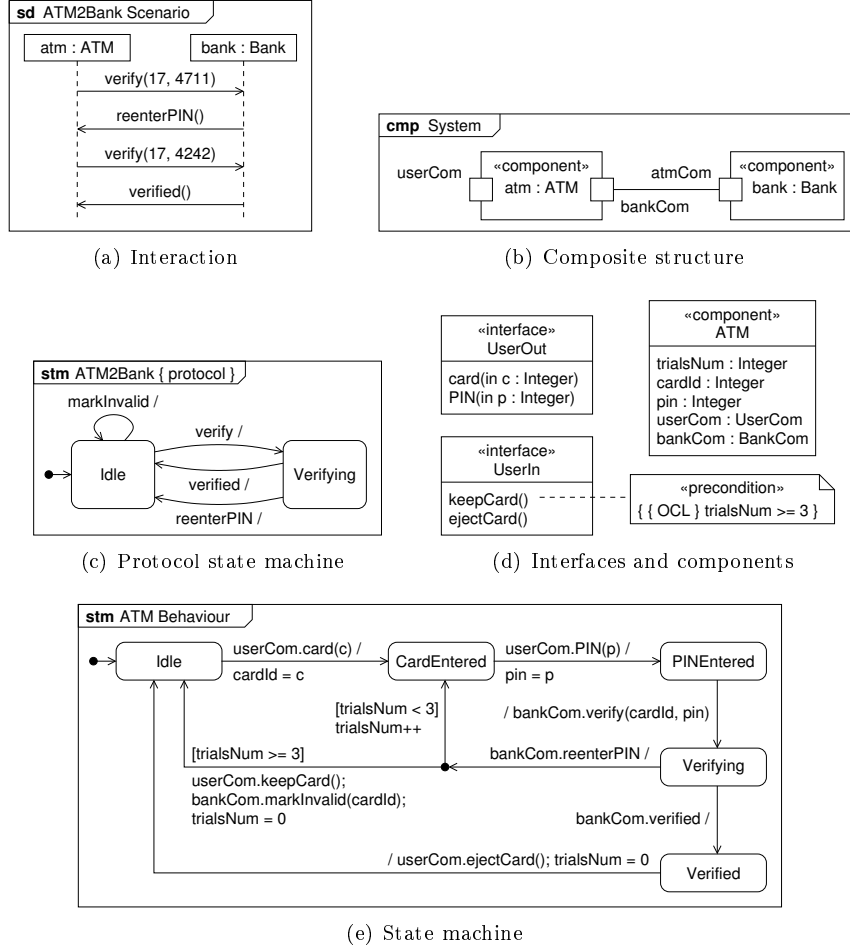 sd ATM2Bank Scenario
atm : ATM
bank : Bank
verify(17, 4711)
reenterPIN()
verify(17, 4242)
verified()
(a) Interaction
cmp System
userCom
«component»
atm : ATM
bankCom
atmCom
«component»
bank : Bank
(b) Composite structure
stm ATM2Bank { protocol }
markInvalid /
Idle
verify /
verified /
reenterPIN /
Verifying
(c) Protocol state machine
«interface»
UserOut
card(in c : Integer)
PIN(in p : Integer)
«component»
ATM
trialsNum : Integer
cardId : Integer
pin : Integer
userCom : UserCom
bankCom : BankCom
«interface»
UserIn
keepCard()
ejectCard()
«precondition»
{ { OCL } trialsNum >= 3 }
(d) Interfaces and components
stm ATM Behaviour
Idle
userCom.card(c) /
cardId = c
CardEntered
userCom.PIN(p) /
pin = p
PINEntered
/ bankCom.verify(cardId, pin)
[trialsNum < 3]
trialsNum++
[trialsNum >= 3]
userCom.keepCard();
bankCom.markInvalid(cardId);
trialsNum = 0
bankCom.reenterPIN /
Verifying
bankCom.verified /
/ userCom.ejectCard(); trialsNum = 0
Verified
(e) State machine